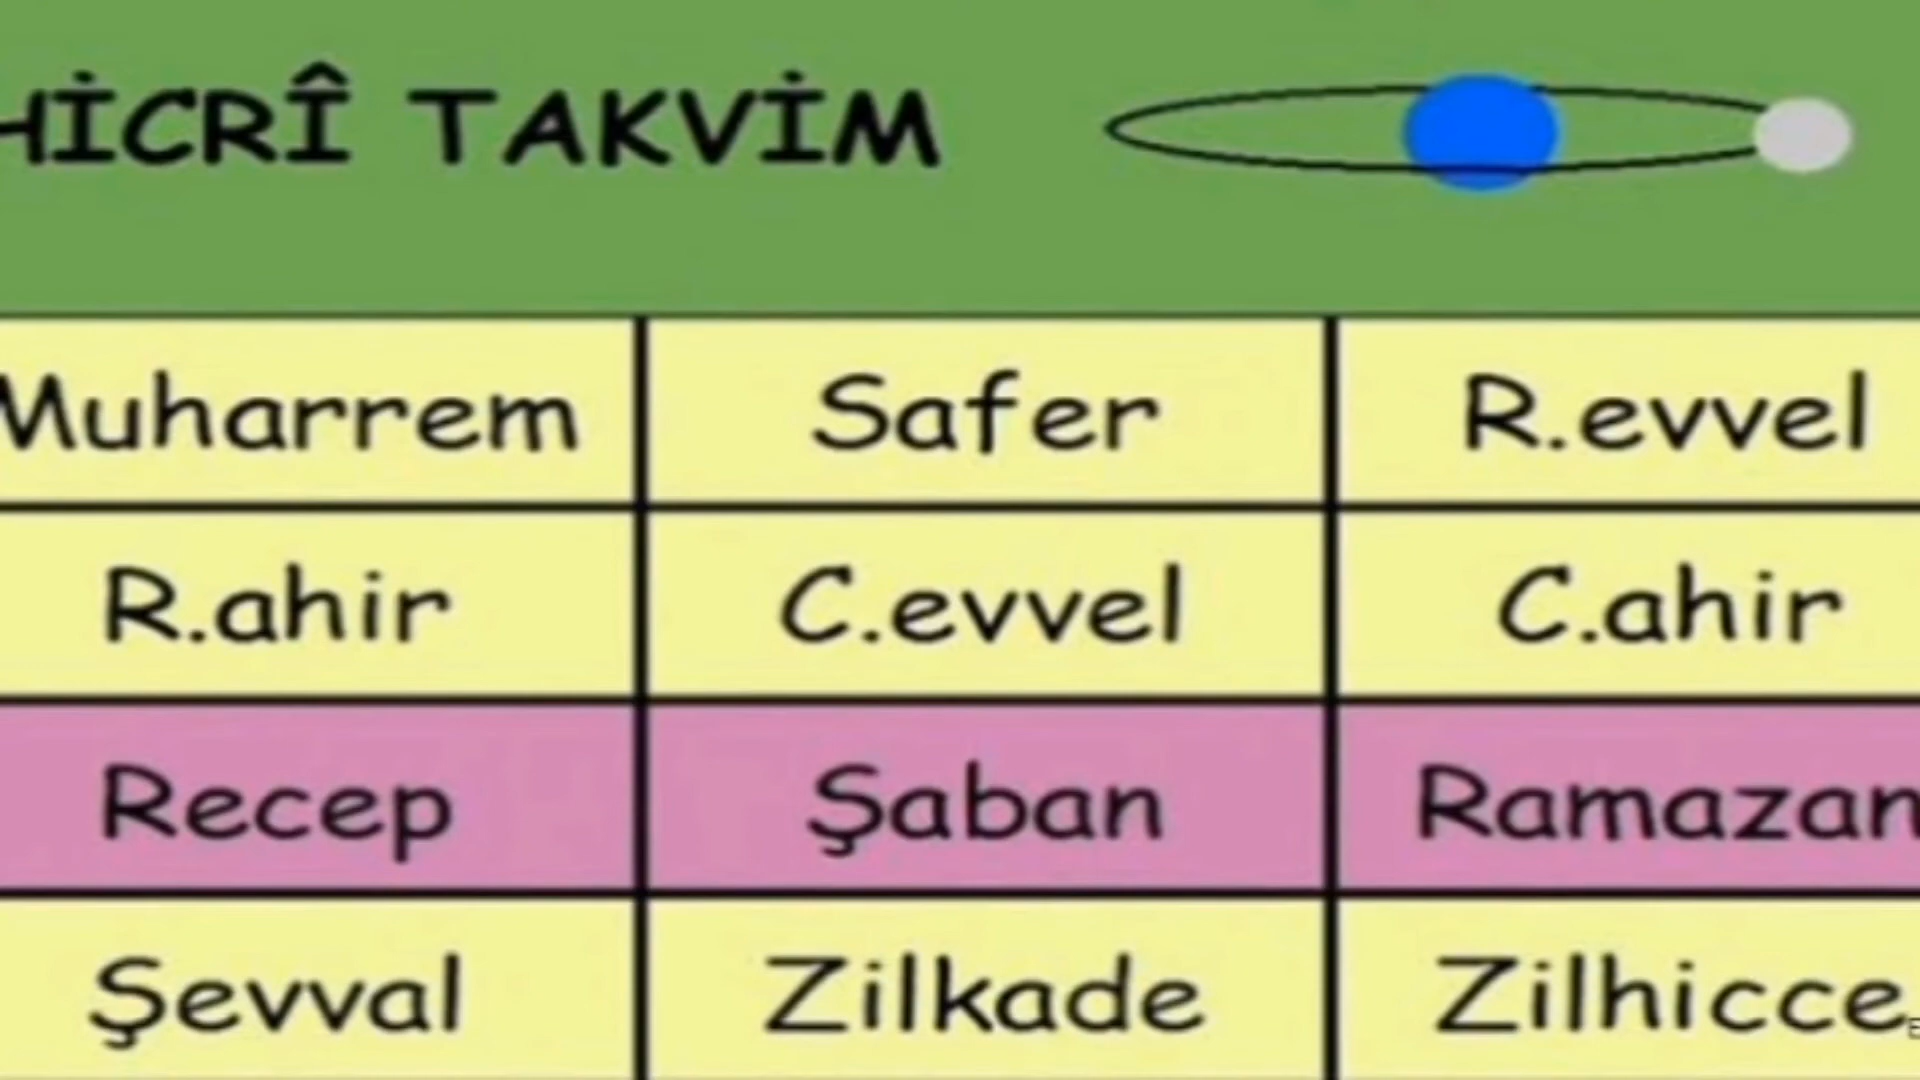 HİCRÎ TAKVİM
Muharrem Safer R.evvel
R.ahir C.evvel C.ahir
Recep Şaban Ramazan
Şevval Zilkade Zilhicce